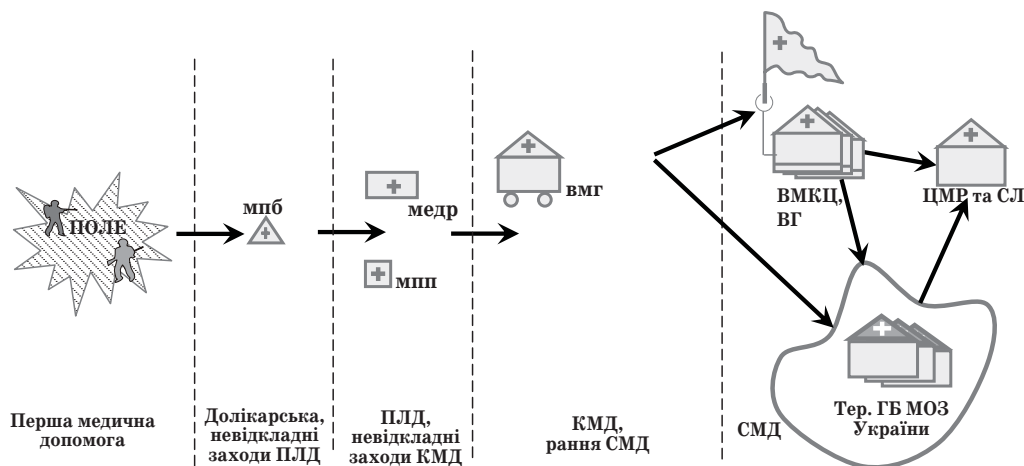 ПОЛЕ
мпб
медр
мпп
вмг
ВМКЦ,
ВГ
ЦМР та СЛ
Тер. ГБ МОЗ
України
Перша медична
допомога
Долікарська,
невідкладні
заходи ПЛД
ПЛД,
невідкладні
заходи КМД
КМД,
рання СМД
СМД